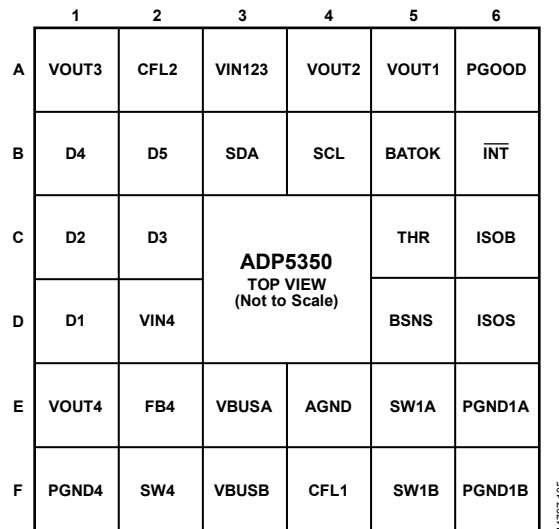 1 2 3 4 5 6
A VOUT3 CFL2 VIN123 VOUT2 VOUT1 PGOOD
B D4 D5 SDA SCL BATOK INT
C D2 D3 THR ISOB
ADP5350
TOP VIEW
(Not to Scale)
D D1 VIN4 BSNS ISOS
E VOUT4 FB4 VBUSA AGND SW1A PGND1A
F PGND4 SW4 VBUSB CFL1 SW1B PGND1B